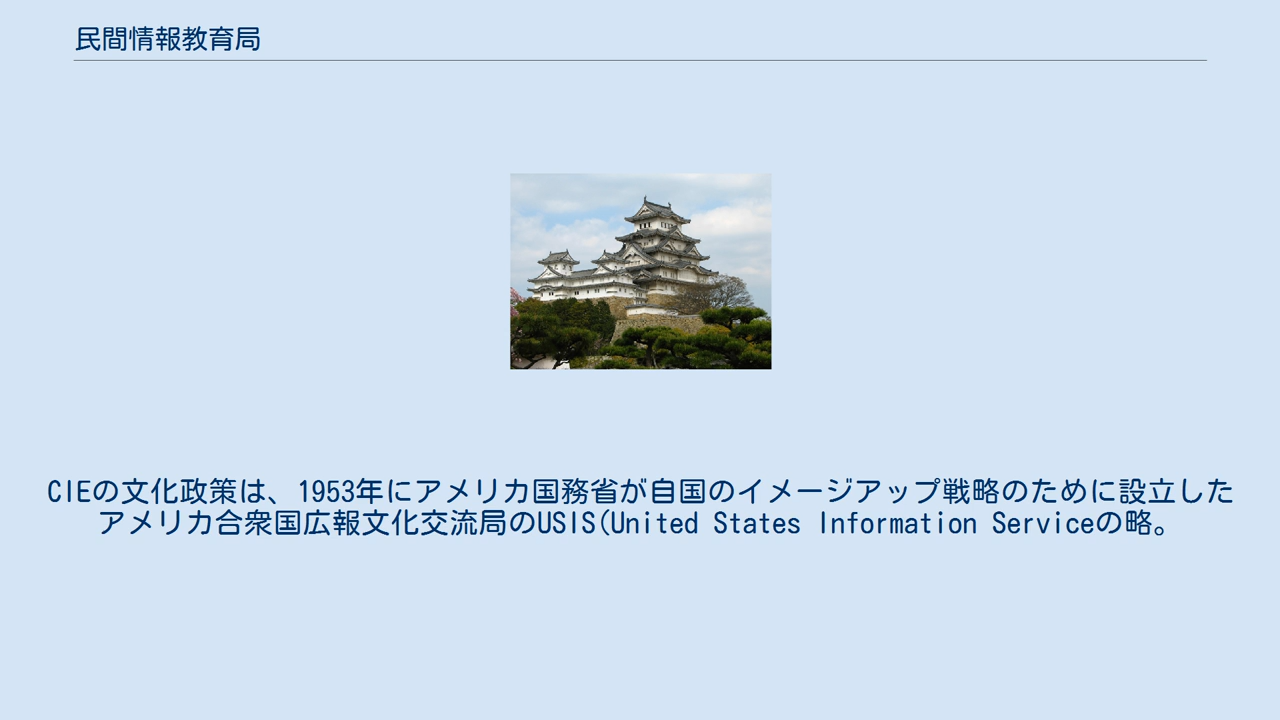 民間情報教育局
CIEの文化政策は、1953年にアメリカ国務省が自国のイメージアップ戦略のために設立した
アメリカ合衆国広報文化交流局のUSIS(United States Information Serviceの略。